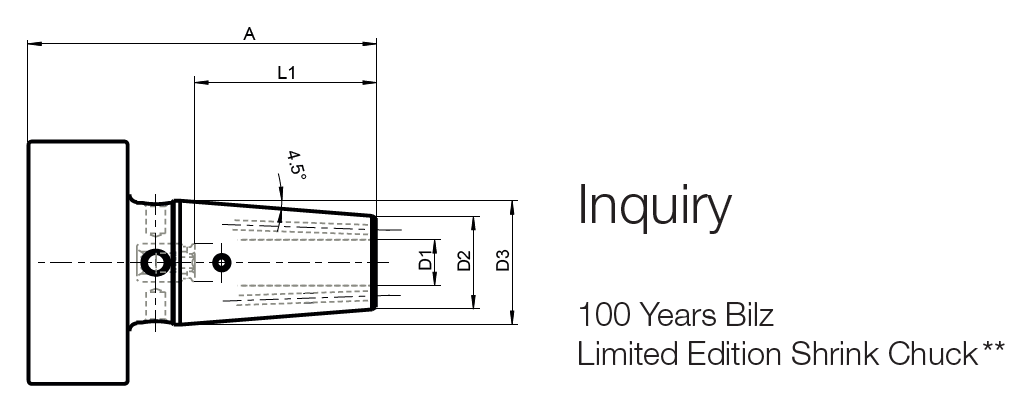 A
L1
4.5°
D1
D2
D3
Inquiry
100 Years Bilz
Limited Edition Shrink Chuck**